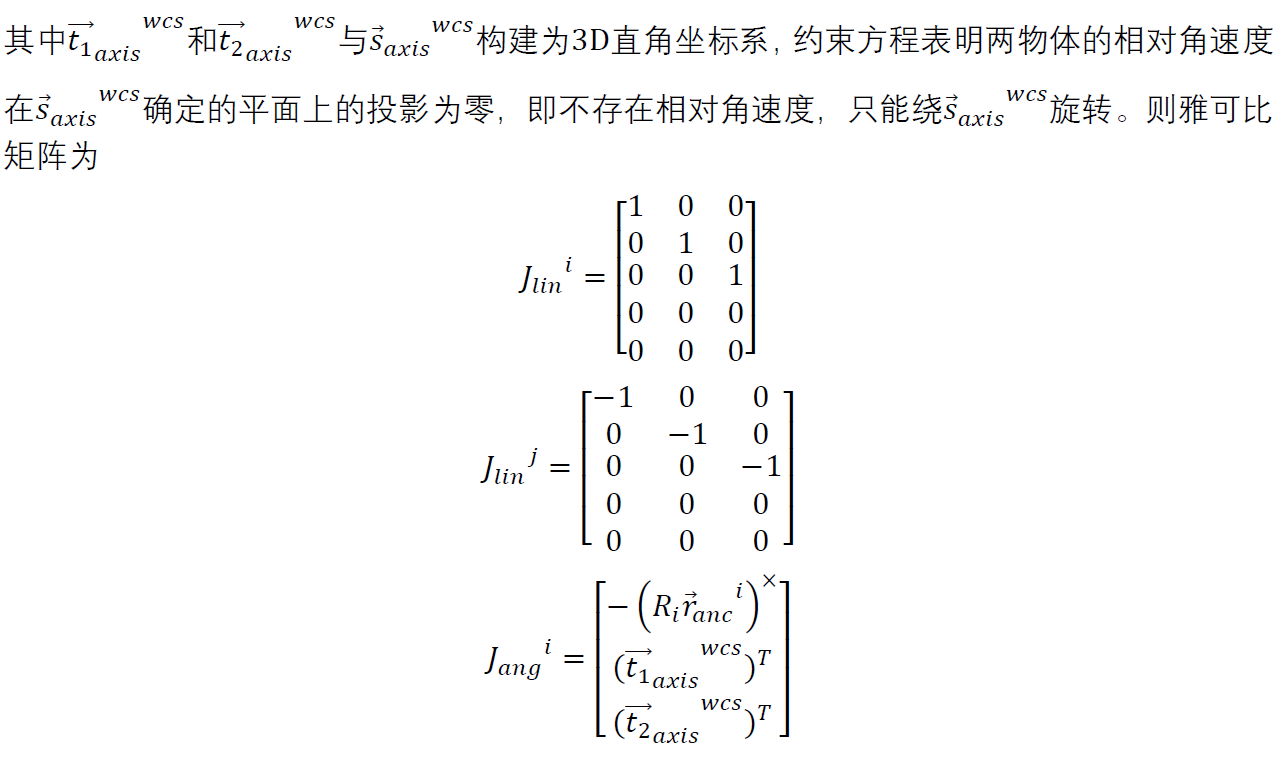 其中$\overrightarrow{t_1}_{axis}{}^{wcs}$和$\overrightarrow{t_2}_{axis}{}^{wcs}$与$\vec{s}_{axis}{}^{wcs}$构建为3D直角坐标系，约束方程表明两物体的相对角速度
在$\vec{s}_{axis}{}^{wcs}$确定的平面上的投影为零，即不存在相对角速度，只能绕$\vec{s}_{axis}{}^{wcs}$旋转。则雅可比
矩阵为
$J_{lin}{}^{i} = \begin{bmatrix} 1 & 0 & 0 \\ 0 & 1 & 0 \\ 0 & 0 & 1 \\ 0 & 0 & 0 \\ 0 & 0 & 0 \end{bmatrix}$
$J_{lin}{}^{j} = \begin{bmatrix} -1 & 0 & 0 \\ 0 & -1 & 0 \\ 0 & 0 & -1 \\ 0 & 0 & 0 \\ 0 & 0 & 0 \end{bmatrix}$
$J_{ang}{}^{i} = \begin{bmatrix} -\left(R_i \vec{r}_{anc}{}^{i}\right)^{\times} \\ (\overrightarrow{t_1}_{axis}{}^{wcs})^T \\ (\overrightarrow{t_2}_{axis}{}^{wcs})^T \end{bmatrix}$